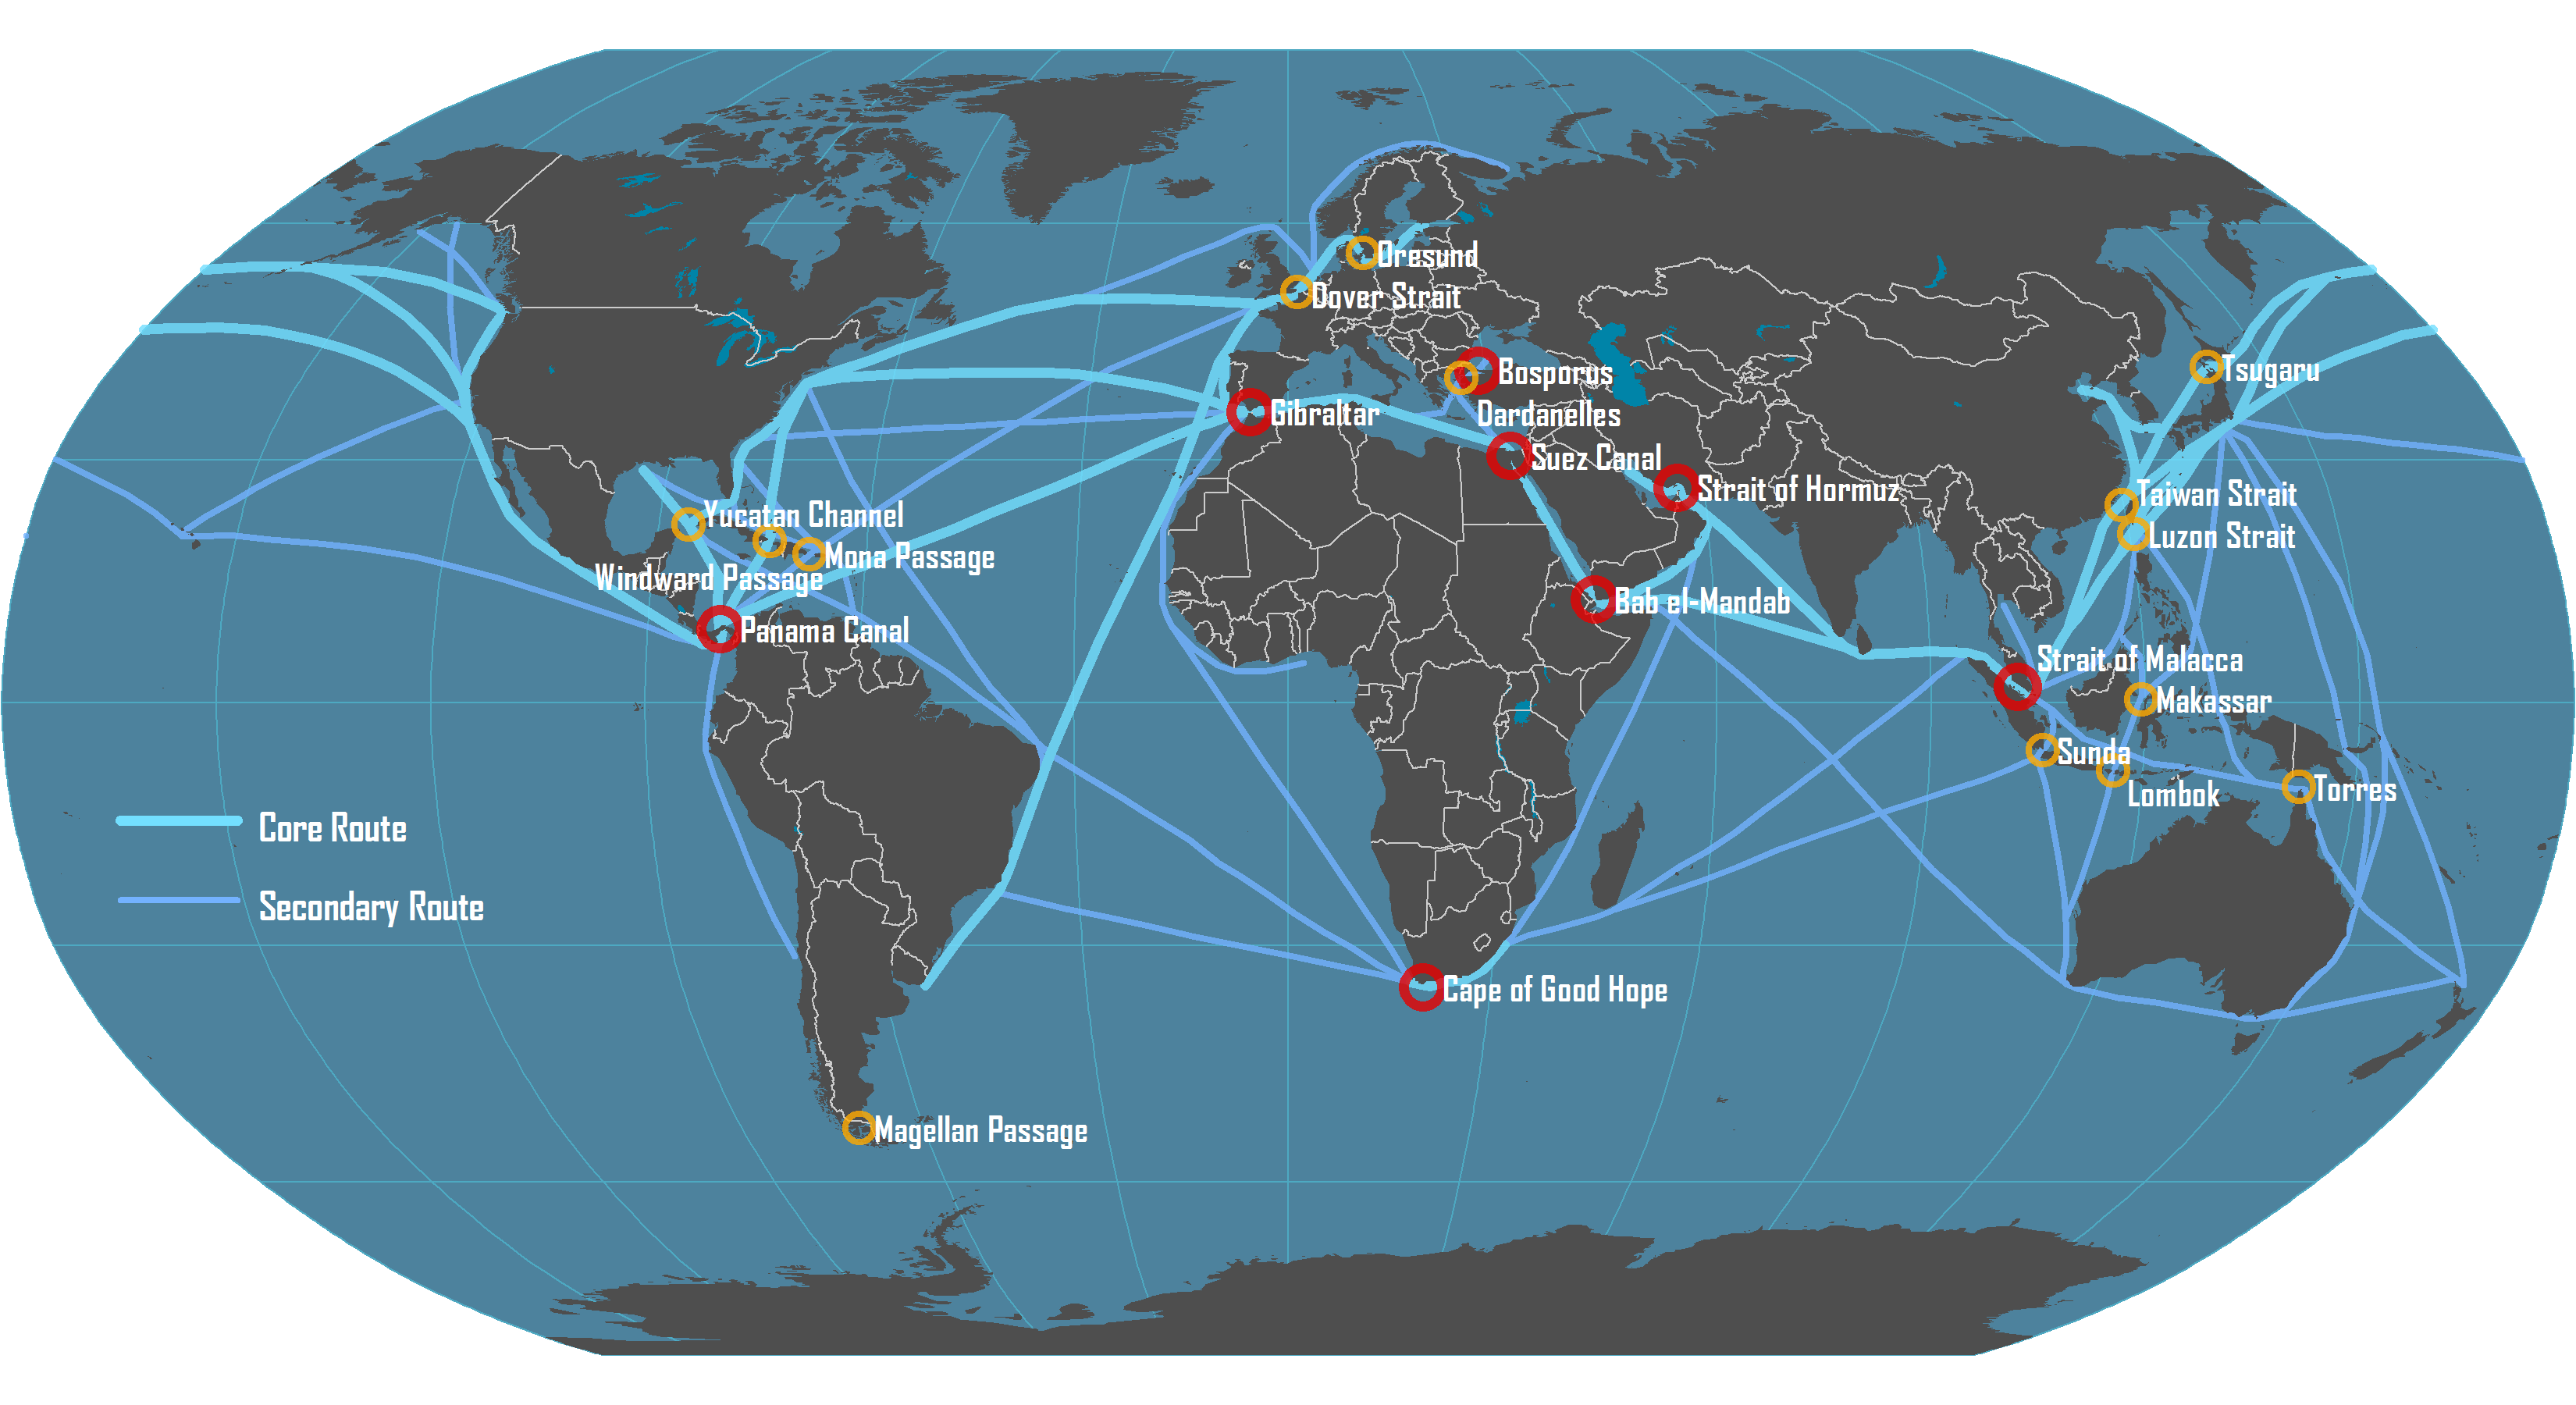 Oresund
Dover Strait
Bosporus
Tsugaru
Gibraltar
Dardanelles
Suez Canal
Strait of Hormuz
Taiwan Strait
Yucatan Channel
Luzon Strait
Mona Passage
Windward Passage
Bab el-Mandab
Panama Canal
Strait of Malacca
Makassar
Sunda
Lombok
Torres
Core Route
Secondary Route
Cape of Good Hope
Magellan Passage